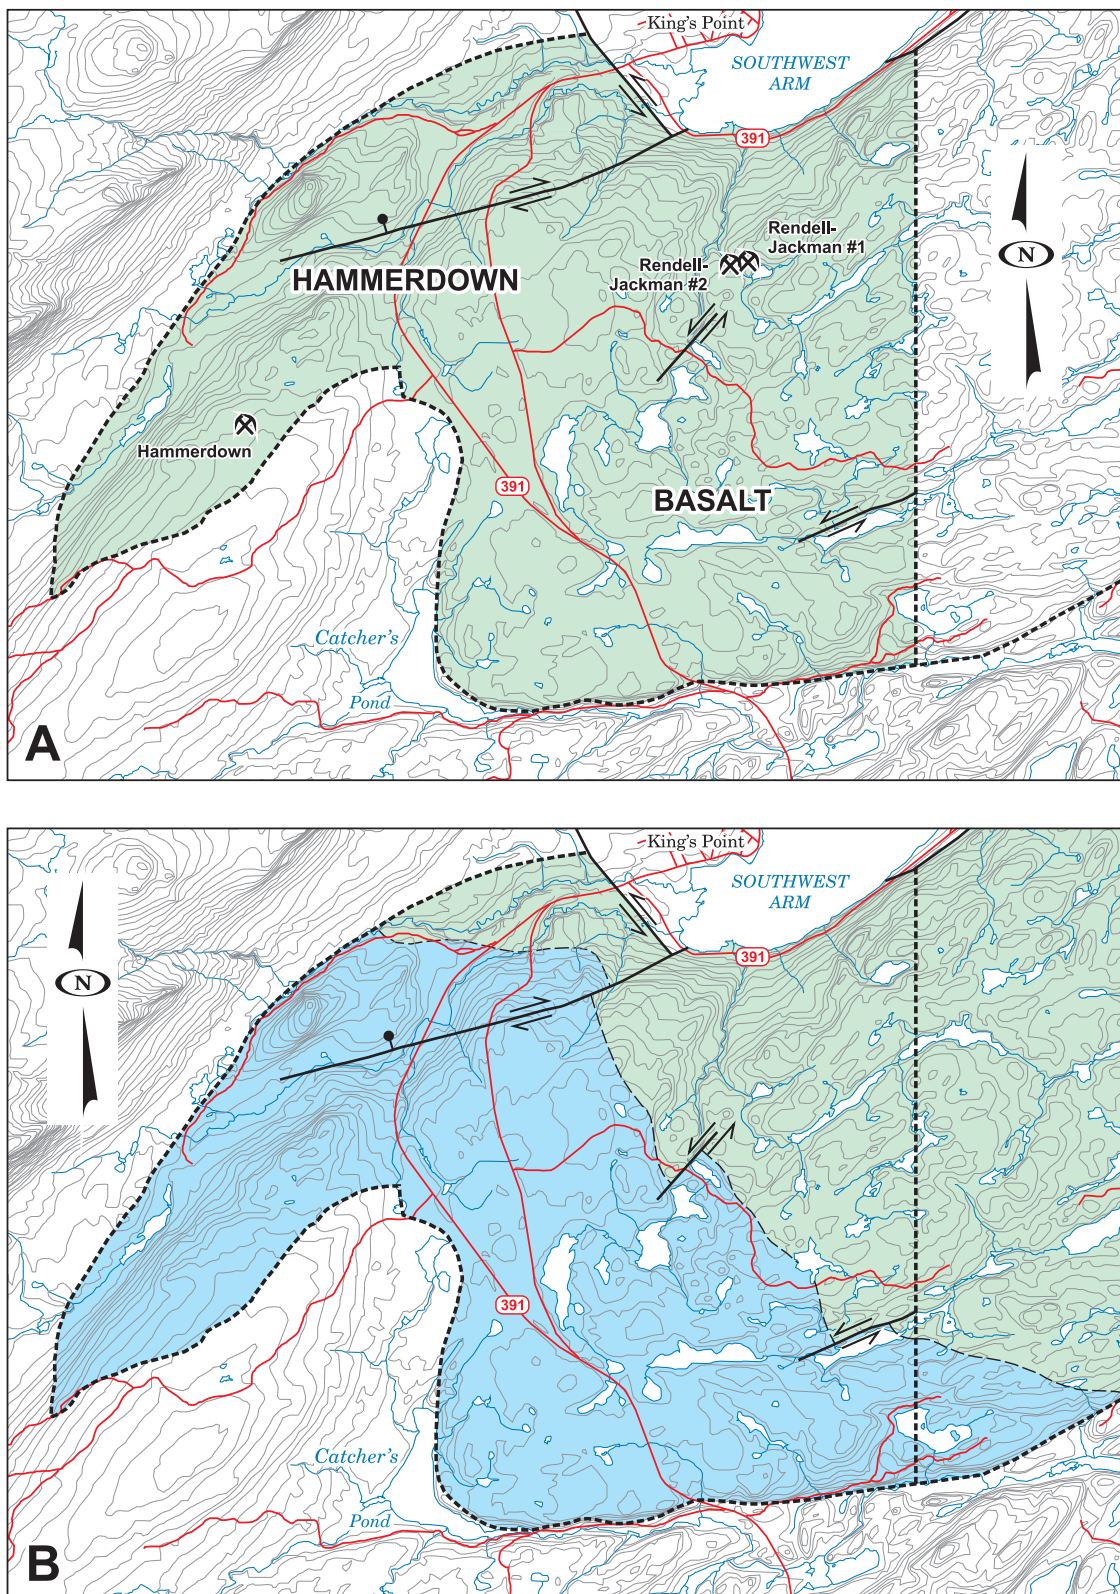 King's Point
SOUTHWEST
ARM
391
N
Rendell-
Jackman #1
Rendell-
Jackman #2
HAMMERDOWN
Hammerdown
391
BASALT
Catcher's
Pond
A
King's Point
SOUTHWEST
ARM
391
N
391
Catcher's
Pond
B